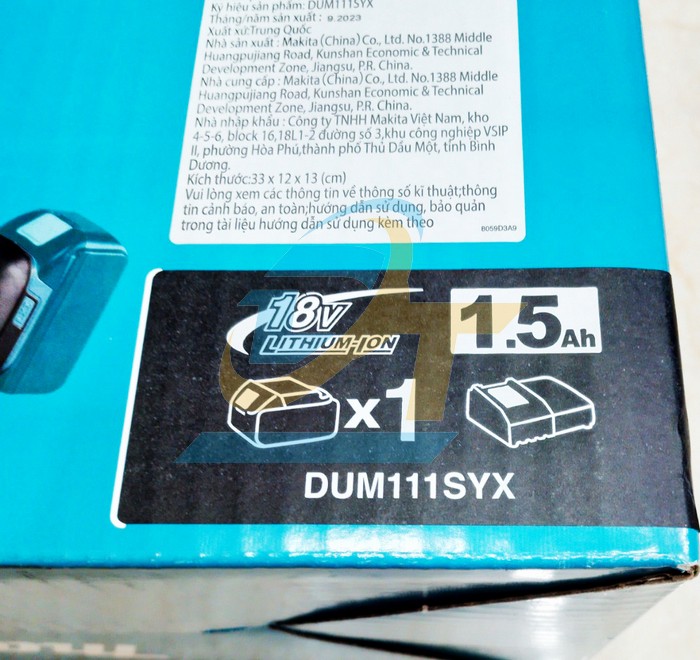 Ký hiệu sản phẩm: DUM111SYX
Tháng/năm sản xuất : 9.2023
Xuất xứ:Trung Quốc
Nhà sản xuất : Makita (China) Co., Ltd. No.1388 Middle
Huangpujiang Road, Kunshan Economic & Technical
Development Zone, Jiangsu, P.R. China.
Nhà cung cấp : Makita (China) Co., Ltd. No.1388 Middle
Huangpujiang Road, Kunshan Economic & Technical
Development Zone, Jiangsu, P.R. China.
Nhà nhập khẩu : Công ty TNHH Makita Việt Nam, kho
4-5-6, block 16,18L1-2 đường số 3,khu công nghiệp VSIP
II, phường Hòa Phú,thành phố Thủ Dầu Một, tỉnh Bình
Dương.
Kích thước:33 x 12 x 13 (cm)
Vui lòng xem các thông tin về thông số kĩ thuật;thông
tin cảnh báo, an toàn;hướng dẫn sử dụng, bảo quản
trong tài liệu hướng dẫn sử dụng kèm theo
B059D3A9
18V
LITHIUM-ION
1.5Ah
x1
DUM111SYX